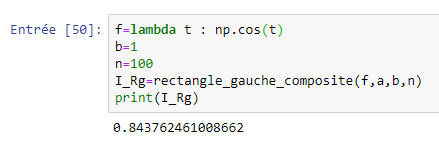 Entrée [50]: f=lambda t : np.cos(t)
b=1
n=100
I_Rg=rectangle_gauche_composite(f,a,b,n)
print(I_Rg)
0.843762461008662